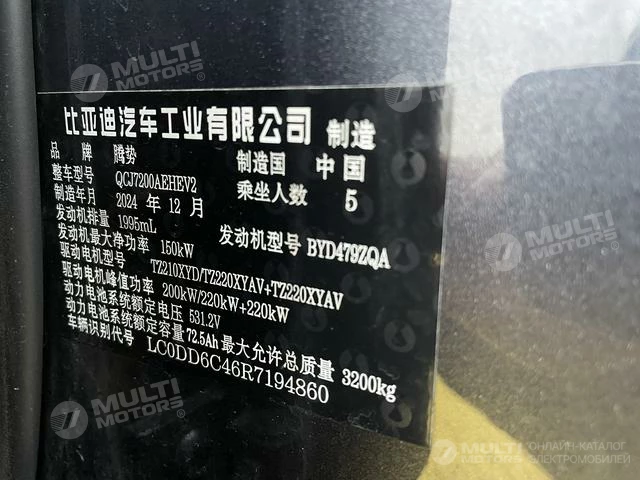 比亚迪汽车工业有限公司 制造
品牌 腾势 制造国 中国
整车型号 QCJ7200AEHEV2 乘坐人数 5
制造年月 2024 年 12 月
发动机排量 1995mL
发动机最大净功率 150kW 发动机型号 BYD479ZQA
驱动电机型号 TZ210XYD/TZ220XYAV+TZ220XYAV
驱动电机峰值功率 200kW/220kW+220kW
动力电池系统额定电压 531.2V
动力电池系统额定容量 72.5Ah 最大允许总质量 3200kg
车辆识别代号 LC0DD6C46R7194860
MULTI MOTORS
MULTI MOTORS
MULTI MOTORS
MULTI MOTORS
MULTI MOTORS
MULTI MOTORS
ОНЛАЙН-КАТАЛОГ
ЭЛЕКТРОМОБИЛЕЙ